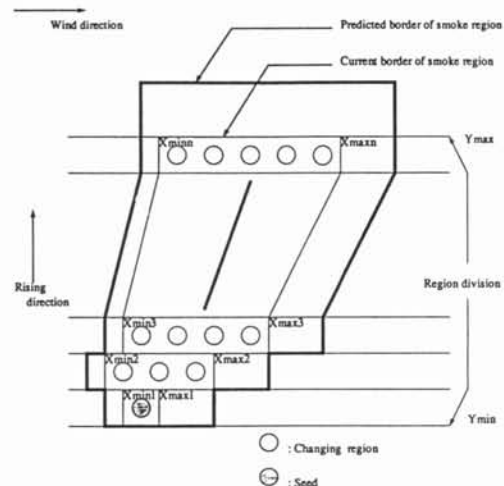 Wind direction
Predicted border of smoke region
Current border of smoke region
Xminn
Xmaxn
Ymax
Rising
direction
Region division
Xmin3
Xmax3
Xmin2
Xmax2
Xmin1
Xmax1
Ymin
: Changing region
: Seed